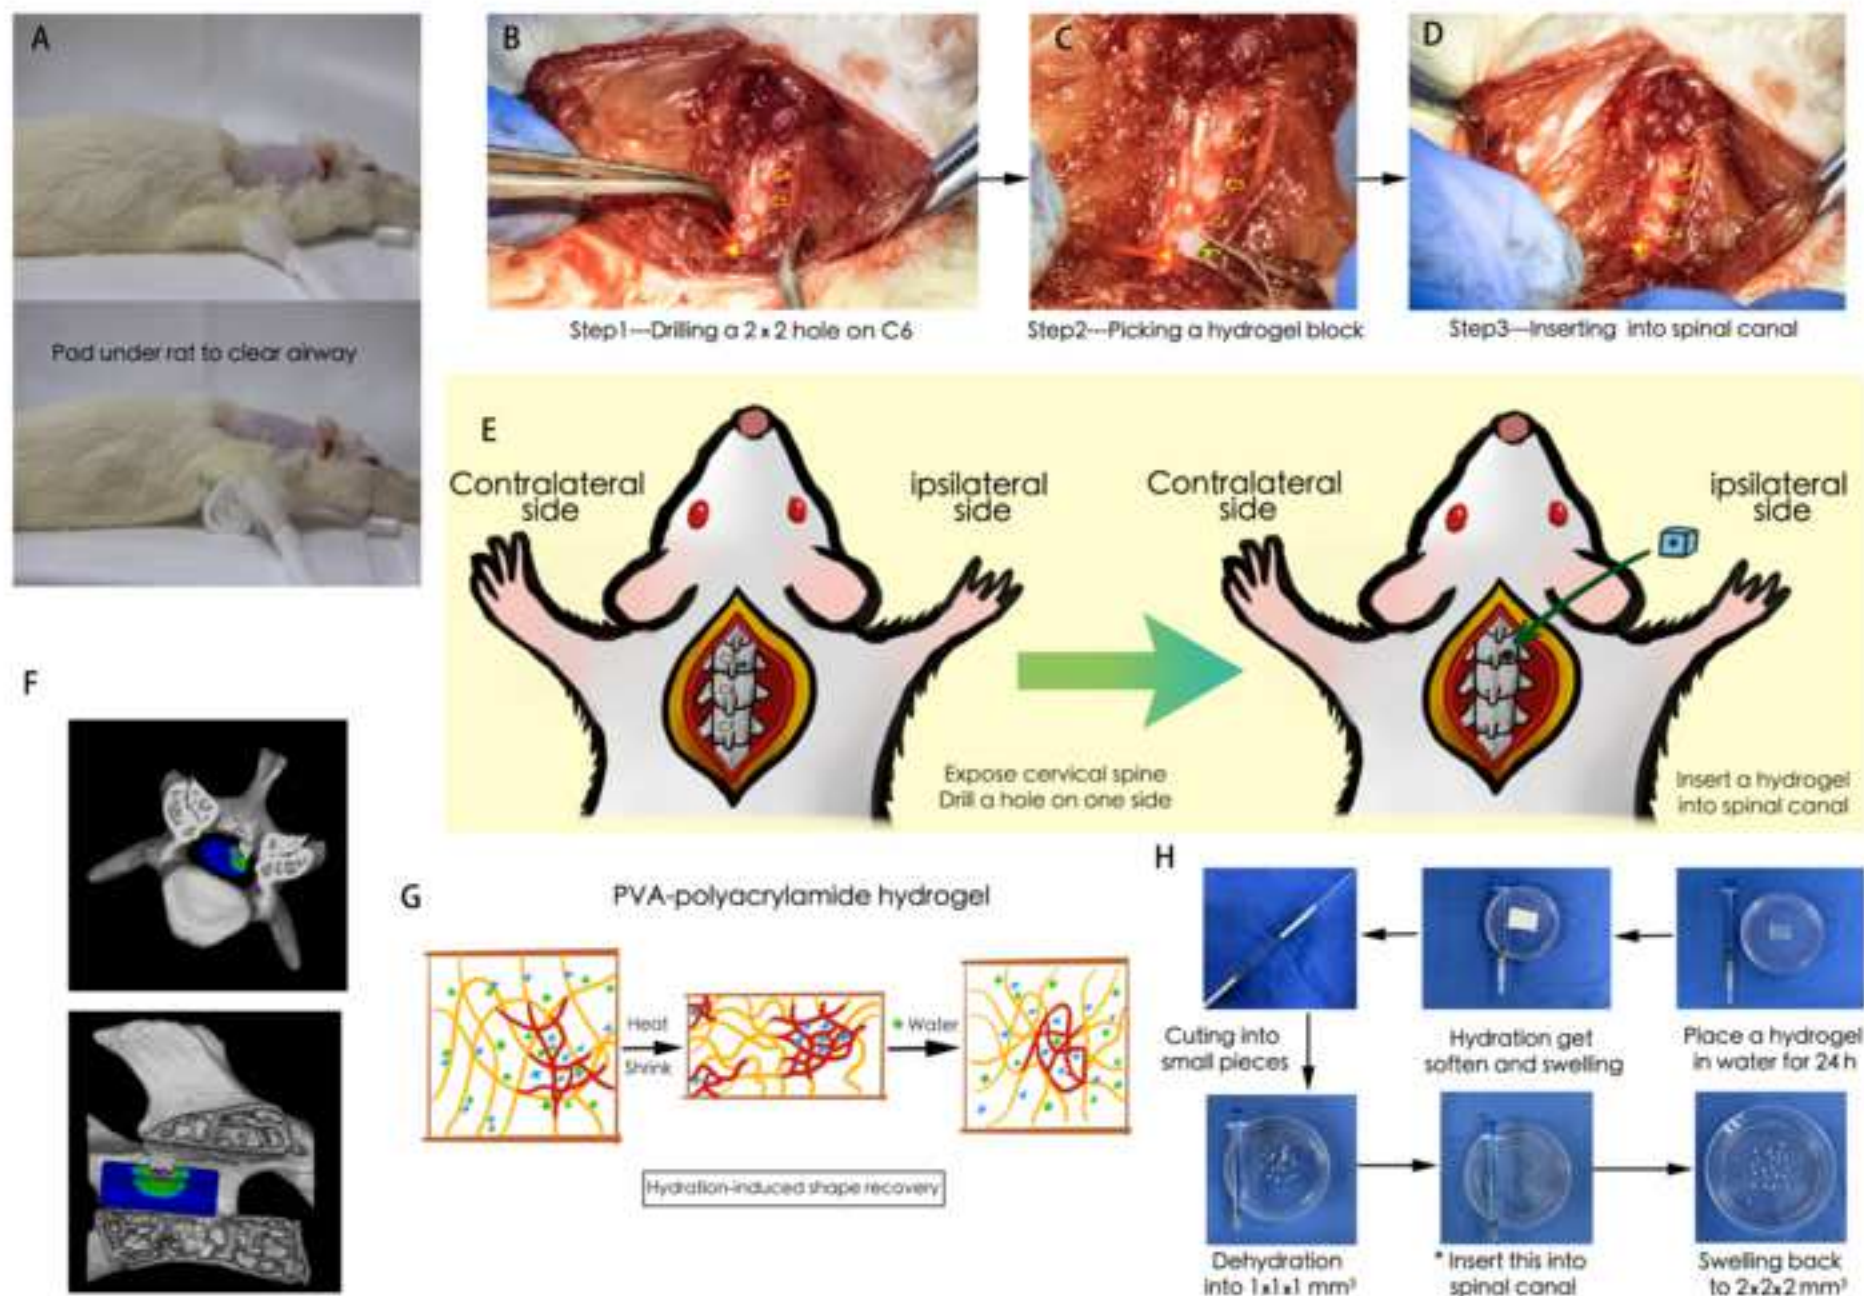 A
Pad under rat to clear airway
B
C
D
Step1---Drilling a 2 x 2 hole on C6
Step2---Picking a hydrogel block
Step3---Inserting into spinal canal
E
Contralateral
side
ipsilateral
side
Contralateral
side
ipsilateral
side
Expose cervical spine
Drill a hole on one side
Insert a hydrogel
into spinal canal
F
G
PVA-polyacrylamide hydrogel
Heat
Shrink
Water
Hydration-induced shape recovery
H
Cuting into
small pieces
Hydration get
soften and swelling
Place a hydrogel
in water for 24 h
Dehydration
into 1x1x1 mm³
* Insert this into
spinal canal
Swelling back
to 2x2x2 mm³